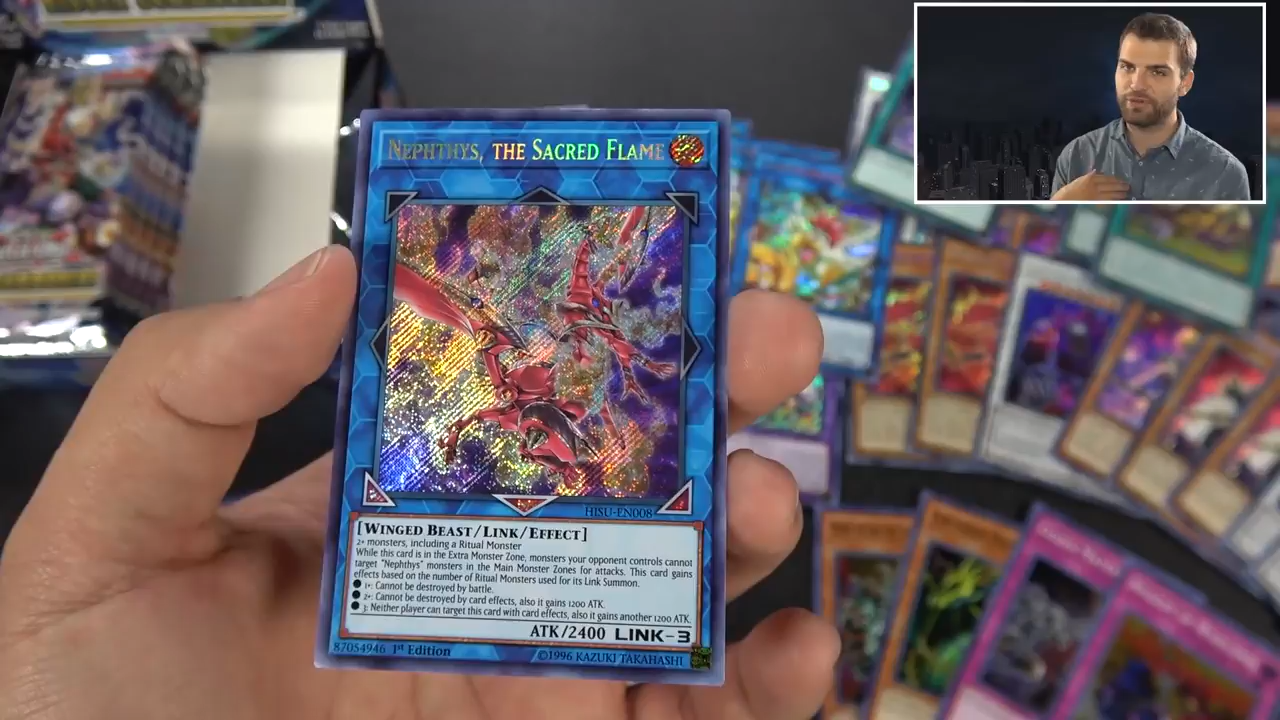 NEPHTHYS, THE SACRED FLAME
HISU-EN008
[WINGED BEAST/LINK/EFFECT]
2+ monsters, including a Ritual Monster
While this card is in the Extra Monster Zone, monsters your opponent controls cannot
target "Nephthys" monsters in the Main Monster Zones for attacks. This card gains
effects based on the number of Ritual Monsters used for its Link Summon.
● 1+: Cannot be destroyed by battle.
● 2+: Cannot be destroyed by card effects, also it gains 1200 ATK.
● 3: Neither player can target this card with card effects, also it gains another 1200 ATK.
ATK/2400 LINK-3
87054946 1st Edition ©1996 KAZUKI TAKAHASHI